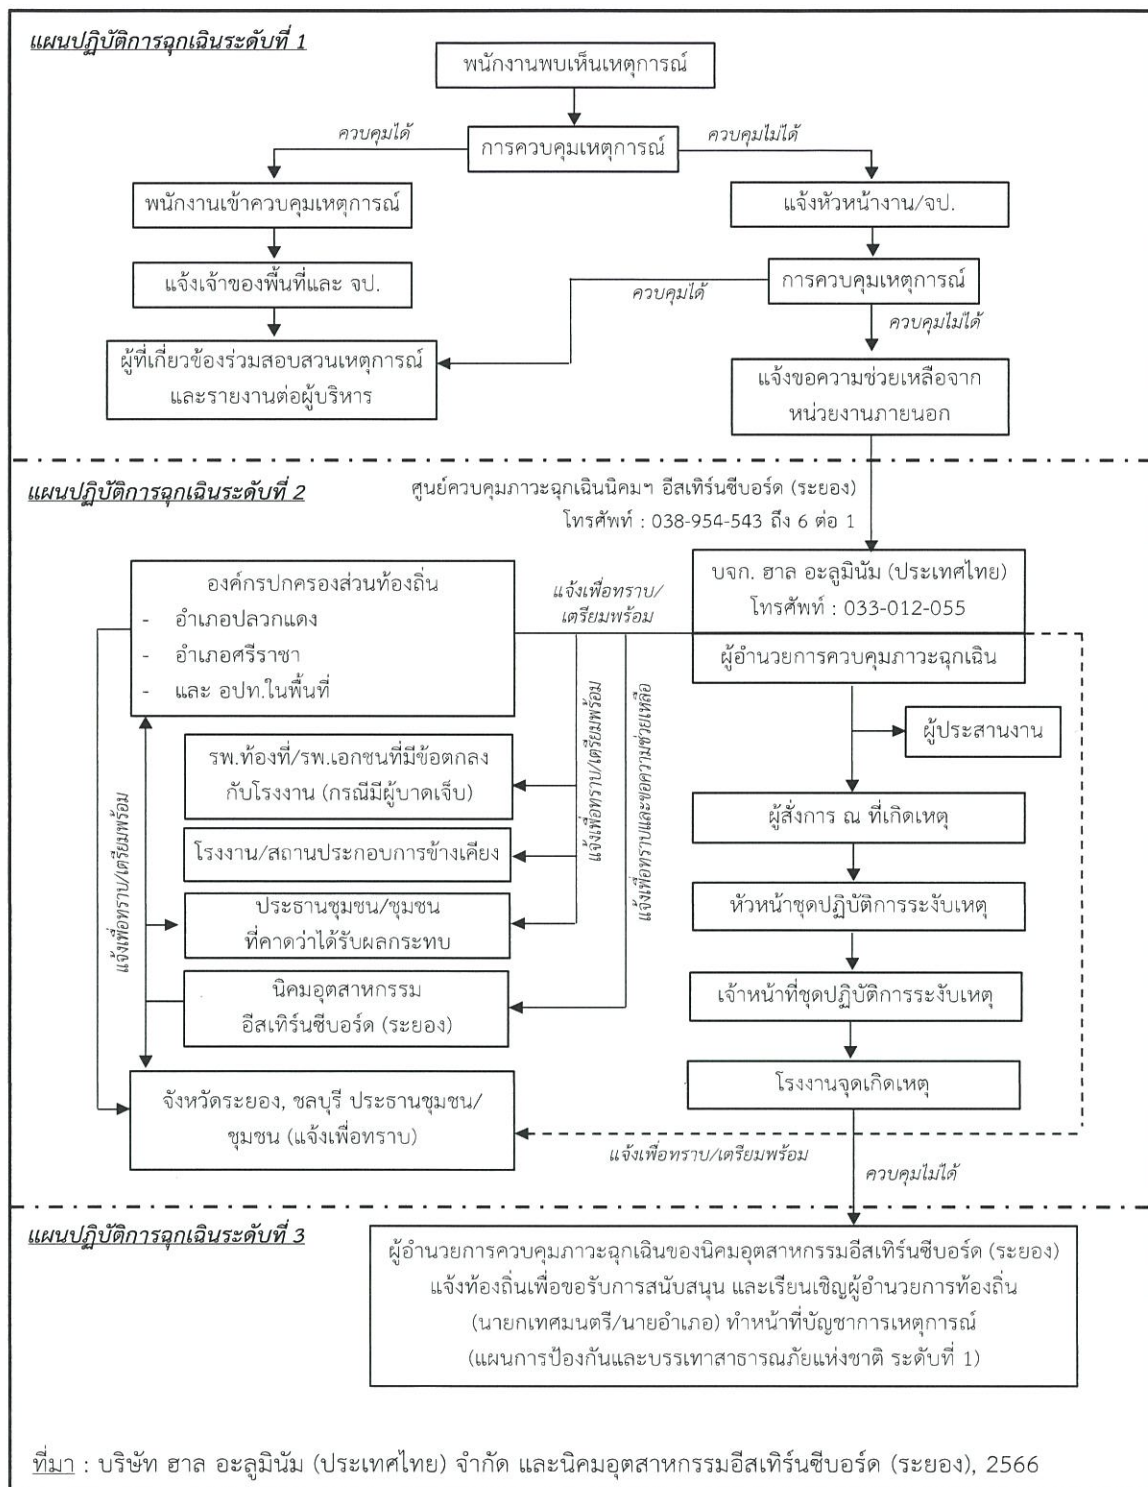 แผนปฏิบัติการฉุกเฉินระดับที่ 1
พนักงานพบเห็นเหตุการณ์
ควบคุมได้
การควบคุมเหตุการณ์
ควบคุมไม่ได้
พนักงานเข้าควบคุมเหตุการณ์
แจ้งหัวหน้างาน/จป.
แจ้งเจ้าของพื้นที่และ จป.
ควบคุมได้
การควบคุมเหตุการณ์
ควบคุมไม่ได้
ผู้ที่เกี่ยวข้องร่วมสอบสวนเหตุการณ์
และรายงานต่อผู้บริหาร
แจ้งขอความช่วยเหลือจาก
หน่วยงานภายนอก
แผนปฏิบัติการฉุกเฉินระดับที่ 2
ศูนย์ควบคุมภาวะฉุกเฉินนิคมฯ อีสเทิร์นซีบอร์ด (ระยอง)
โทรศัพท์ : 038-954-543 ถึง 6 ต่อ 1
องค์กรปกครองส่วนท้องถิ่น
- อำเภอปลวกแดง
- อำเภอศรีราชา
- และ อปท.ในพื้นที่
แจ้งเพื่อทราบ/
เตรียมพร้อม
บจก. ฮาล อะลูมินัม (ประเทศไทย)
โทรศัพท์ : 033-012-055
ผู้อำนวยการควบคุมภาวะฉุกเฉิน
ผู้ประสานงาน
รพ.ท้องที่/รพ.เอกชนที่มีข้อตกลง
กับโรงงาน (กรณีมีผู้บาดเจ็บ)
แจ้งเพื่อทราบ/เตรียมพร้อม
แจ้งเพื่อทราบและขอความช่วยเหลือ
ผู้สั่งการ ณ ที่เกิดเหตุ
โรงงาน/สถานประกอบการข้างเคียง
แจ้งเพื่อทราบ/เตรียมพร้อม
ประธานชุมชน/ชุมชน
ที่คาดว่าได้รับผลกระทบ
หัวหน้าชุดปฏิบัติการระงับเหตุ
นิคมอุตสาหกรรม
อีสเทิร์นซีบอร์ด (ระยอง)
เจ้าหน้าที่ชุดปฏิบัติการระงับเหตุ
โรงงานจุดเกิดเหตุ
จังหวัดระยอง, ชลบุรี ประธานชุมชน/
ชุมชน (แจ้งเพื่อทราบ)
แจ้งเพื่อทราบ/เตรียมพร้อม
ควบคุมไม่ได้
แผนปฏิบัติการฉุกเฉินระดับที่ 3
ผู้อำนวยการควบคุมภาวะฉุกเฉินของนิคมอุตสาหกรรมอีสเทิร์นซีบอร์ด (ระยอง)
แจ้งท้องถิ่นเพื่อขอรับการสนับสนุน และเรียนเชิญผู้อำนวยการท้องถิ่น
(นายกเทศมนตรี/นายอำเภอ) ทำหน้าที่บัญชาการเหตุการณ์
(แผนการป้องกันและบรรเทาสาธารณภัยแห่งชาติ ระดับที่ 1)
ที่มา : บริษัท ฮาล อะลูมินัม (ประเทศไทย) จำกัด และนิคมอุตสาหกรรมอีสเทิร์นซีบอร์ด (ระยอง), 2566